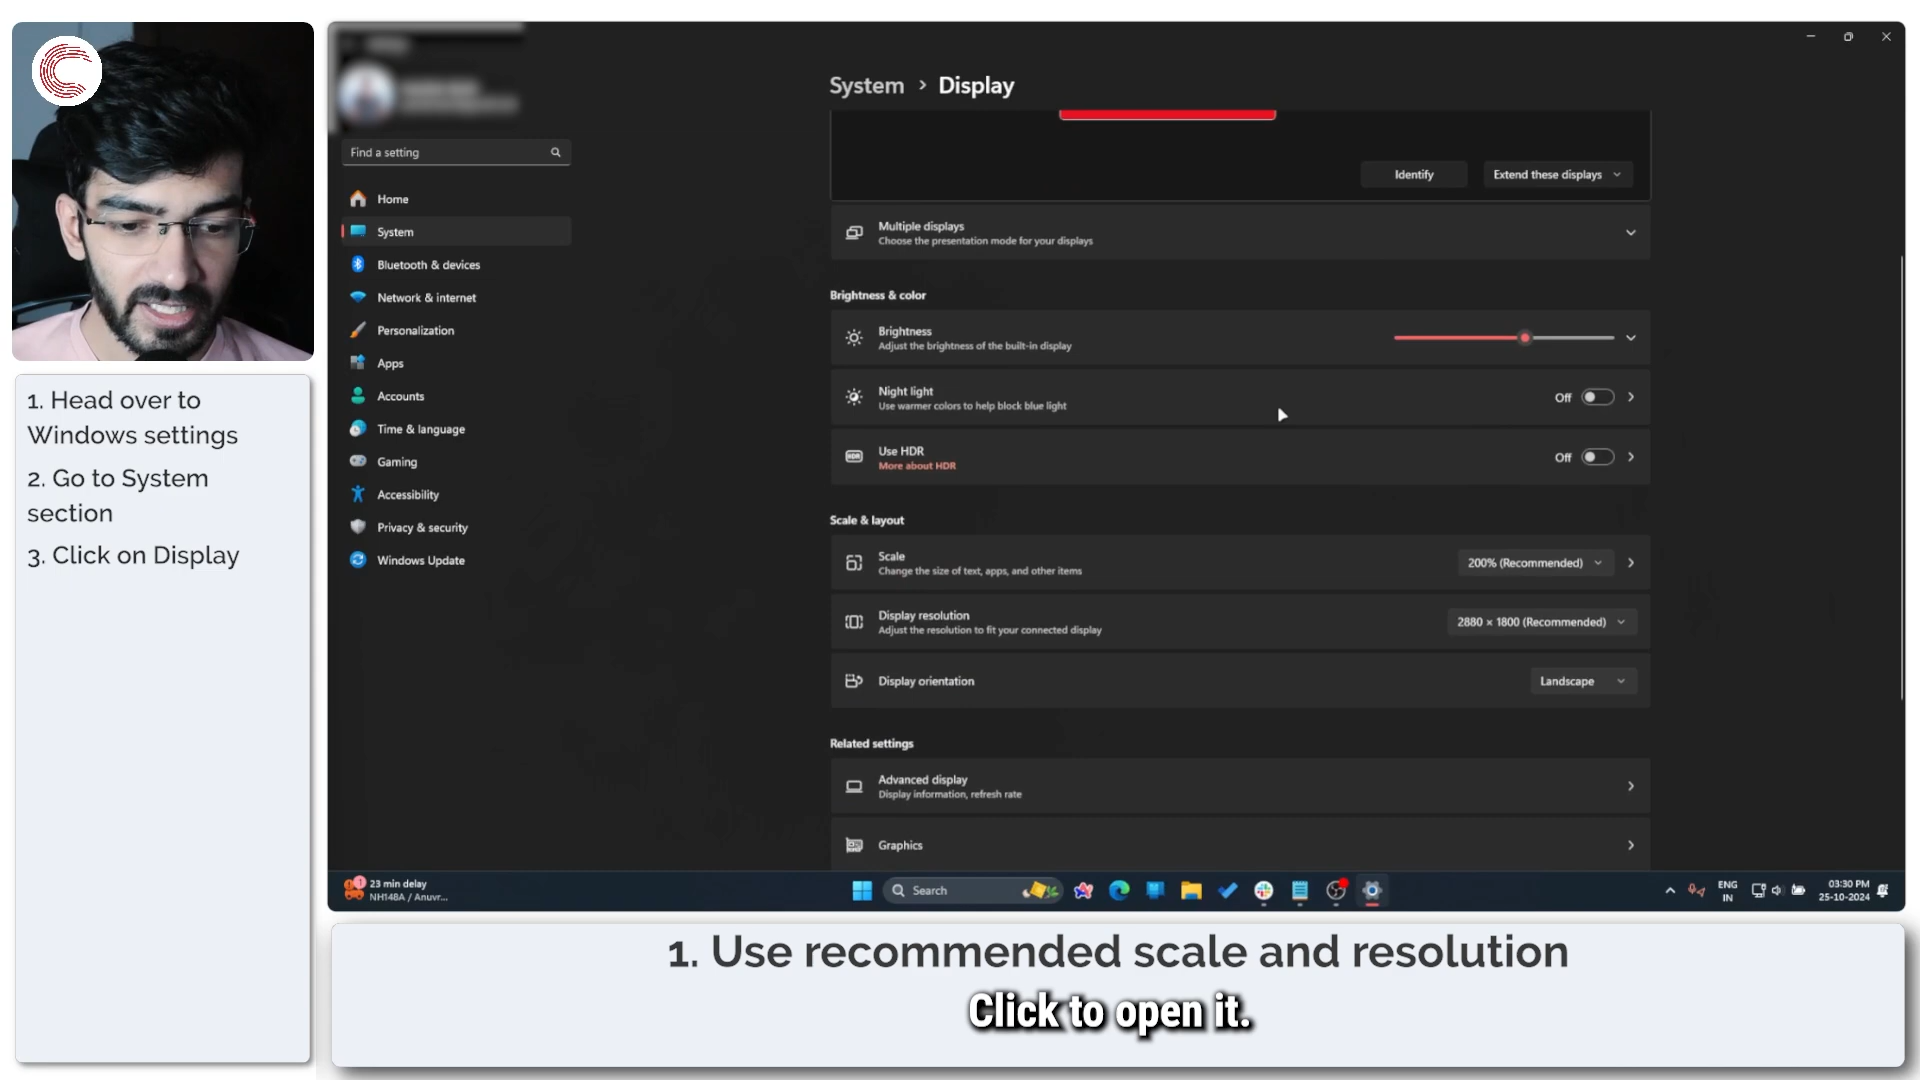 System > Display
Find a setting
Identify
Extend these displays
Home
System
Bluetooth & devices
Network & internet
Personalization
Apps
Accounts
Time & language
Gaming
Accessibility
Privacy & security
Windows Update
Multiple displays
Choose the presentation mode for your displays
Brightness & color
Brightness
Adjust the brightness of the built-in display
Night light
Use warmer colors to help block blue light
Off
Use HDR
More about HDR
Off
Scale & layout
Scale
Change the size of text, apps, and other items
200% (Recommended)
Display resolution
Adjust the resolution to fit your connected display
2880 × 1800 (Recommended)
Display orientation
Landscape
Related settings
Advanced display
Display information, refresh rate
Graphics
1. Head over to
Windows settings
2. Go to System
section
3. Click on Display
23 min delay
NH148A / Anuvr...
Search
ENG
IN
03:30 PM
25-10-2024
1. Use recommended scale and resolution
Click to open it.